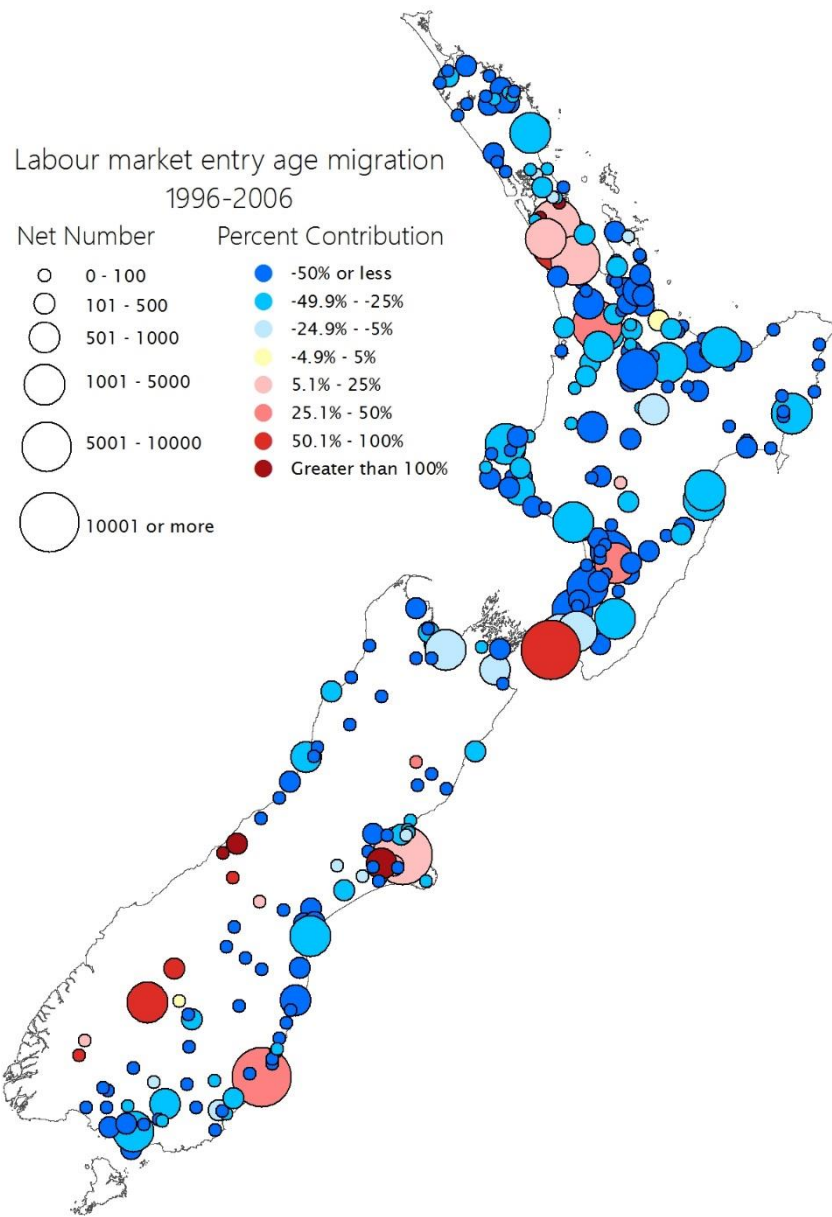 Labour market entry age migration
1996-2006
Net Number
0 - 100
101 - 500
501 - 1000
1001 - 5000
5001 - 10000
10001 or more
Percent Contribution
-50% or less
-49.9% - -25%
-24.9% - -5%
-4.9% - 5%
5.1% - 25%
25.1% - 50%
50.1% - 100%
Greater than 100%